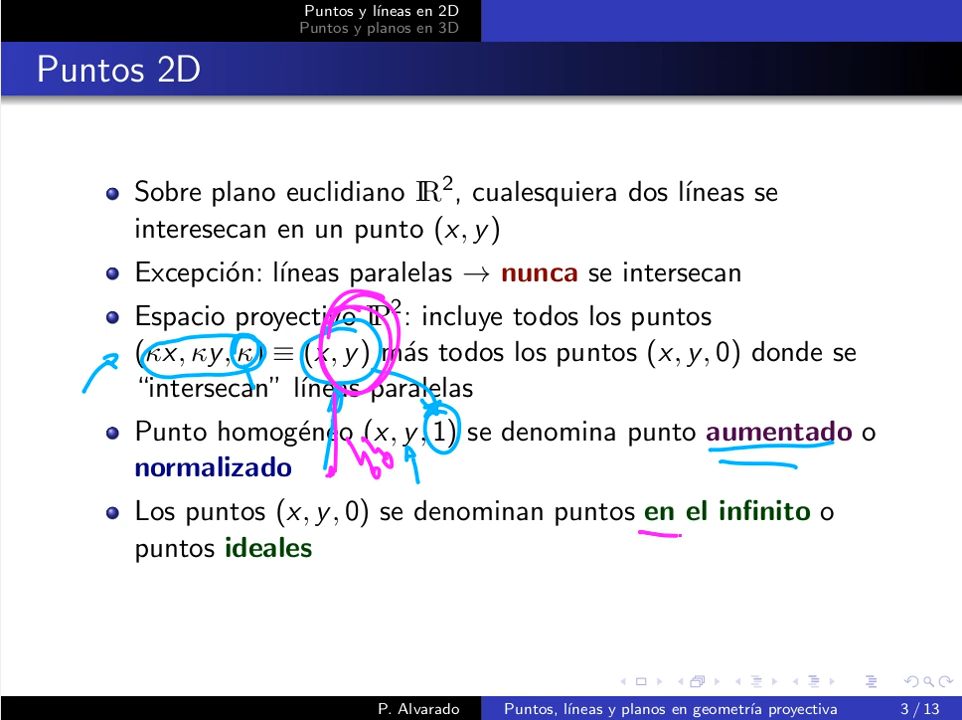 Puntos y líneas en 2D
Puntos y planos en 3D
Puntos 2D
Sobre plano euclidiano ℝ², cualesquiera dos líneas se
interesecan en un punto (x, y)
Excepción: líneas paralelas → nunca se intersecan
Espacio proyectivo ℙ²: incluye todos los puntos
(κx, κy, κ) ≡ (x, y) más todos los puntos (x, y, 0) donde se
“intersecan” líneas paralelas
Punto homogéneo (x, y, 1) se denomina punto aumentado o
normalizado
Los puntos (x, y, 0) se denominan puntos en el infinito o
puntos ideales
P. Alvarado
Puntos, líneas y planos en geometría proyectiva
3 / 13